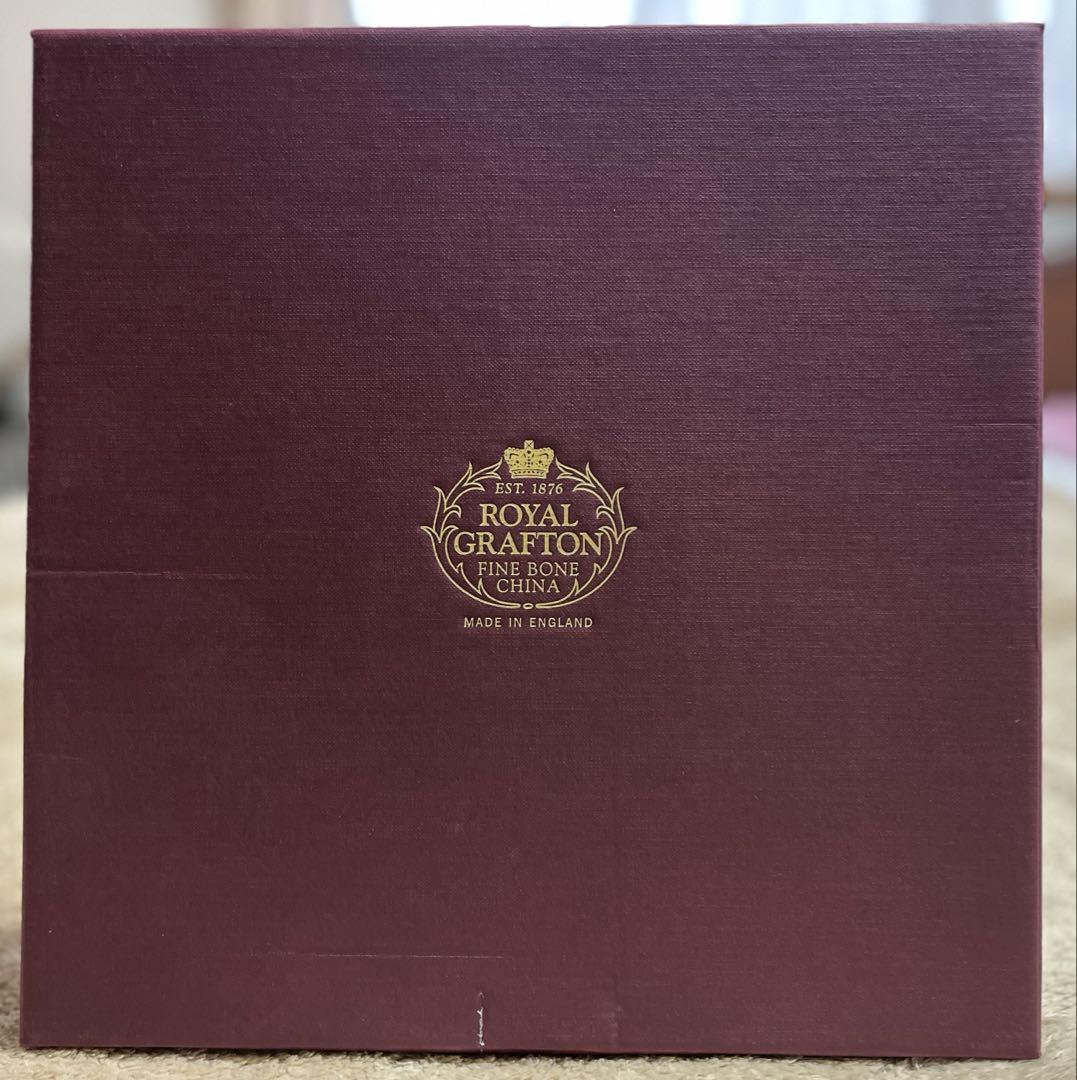 EST. 1876
ROYAL
GRAFTON
FINE BONE
CHINA
MADE IN ENGLAND